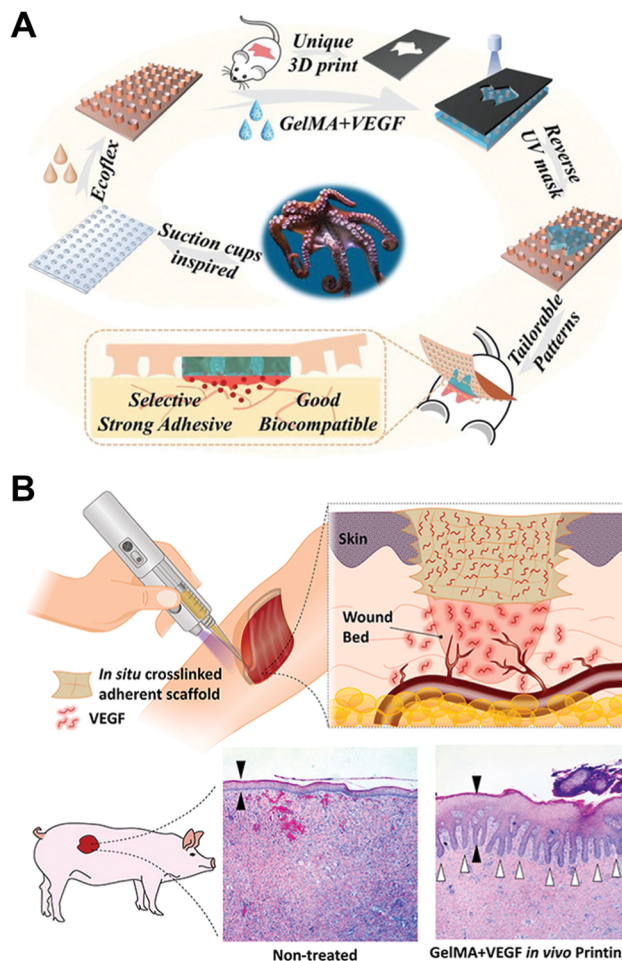 A
Unique
3D print
GelMA+VEGF
Reverse
UV mask
Ecoflex
Suction cups
inspired
Tailorable
Patterns
Selective
Strong Adhesive
Good
Biocompatible
B
Skin
Wound
Bed
In situ crosslinked
adherent scaffold
VEGF
Non-treated
GelMA+VEGF in vivo Printin